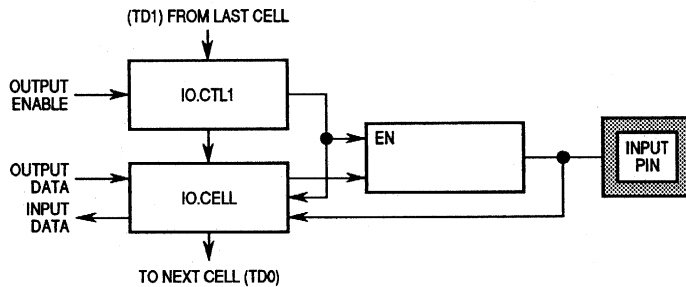 (TD1) FROM LAST CELL
OUTPUT
ENABLE
IO.CTL1
EN
INPUT
PIN
OUTPUT
DATA
INPUT
DATA
IO.CELL
TO NEXT CELL (TD0)